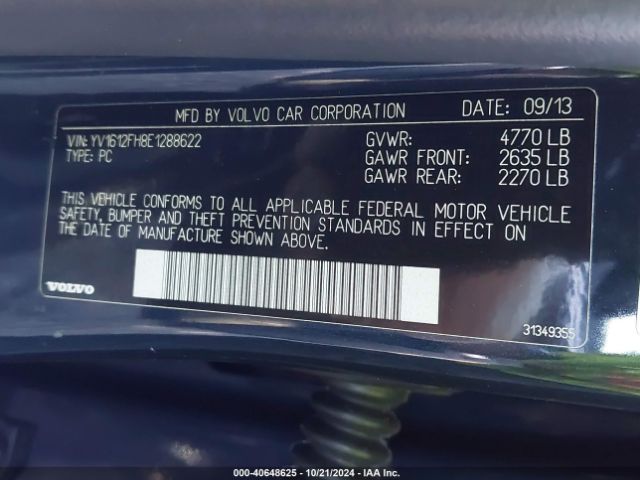 MFD BY VOLVO CAR CORPORATION DATE: 09/13
VIN: YV1612FH8E1288622 GVWR: 4770 LB
TYPE: PC GAWR FRONT: 2635 LB
GAWR REAR: 2270 LB
THIS VEHICLE CONFORMS TO ALL APPLICABLE FEDERAL MOTOR VEHICLE
SAFETY, BUMPER AND THEFT PREVENTION STANDARDS IN EFFECT ON
THE DATE OF MANUFACTURE SHOWN ABOVE.
VOLVO
31349355
000-40648625 - 10/21/2024 - IAA Inc.